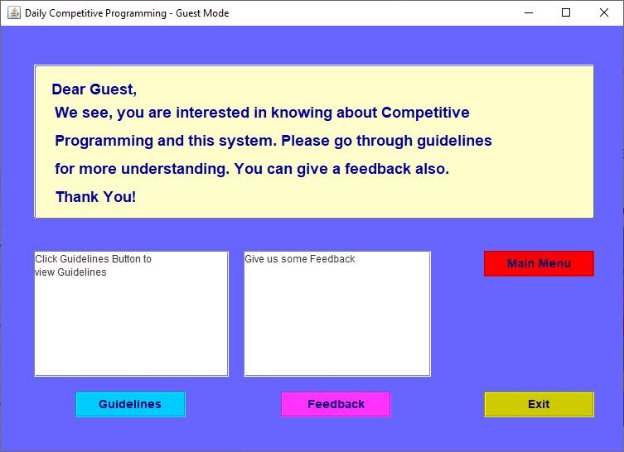 Daily Competitive Programming - Guest Mode
Dear Guest,
We see, you are interested in knowing about Competitive
Programming and this system. Please go through guidelines
for more understanding. You can give a feedback also.
Thank You!
Click Guidelines Button to
view Guidelines
Give us some Feedback
Main Menu
Guidelines
Feedback
Exit